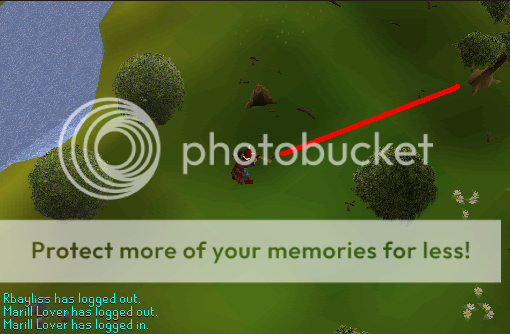 photobucket
Protect more of your memories for less!
Rbayliss has logged out.
Marill Lover has logged out.
Marill Lover has logged in.